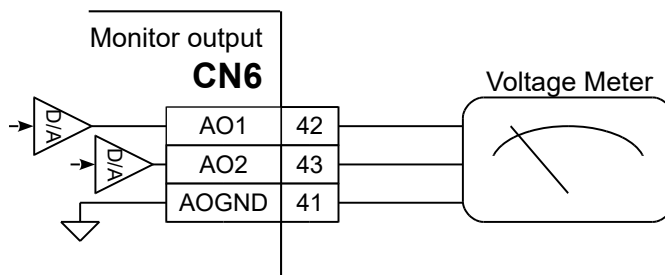 Monitor output
CN6
Voltage Meter
D/A
AO1 42
D/A
AO2 43
AOGND 41